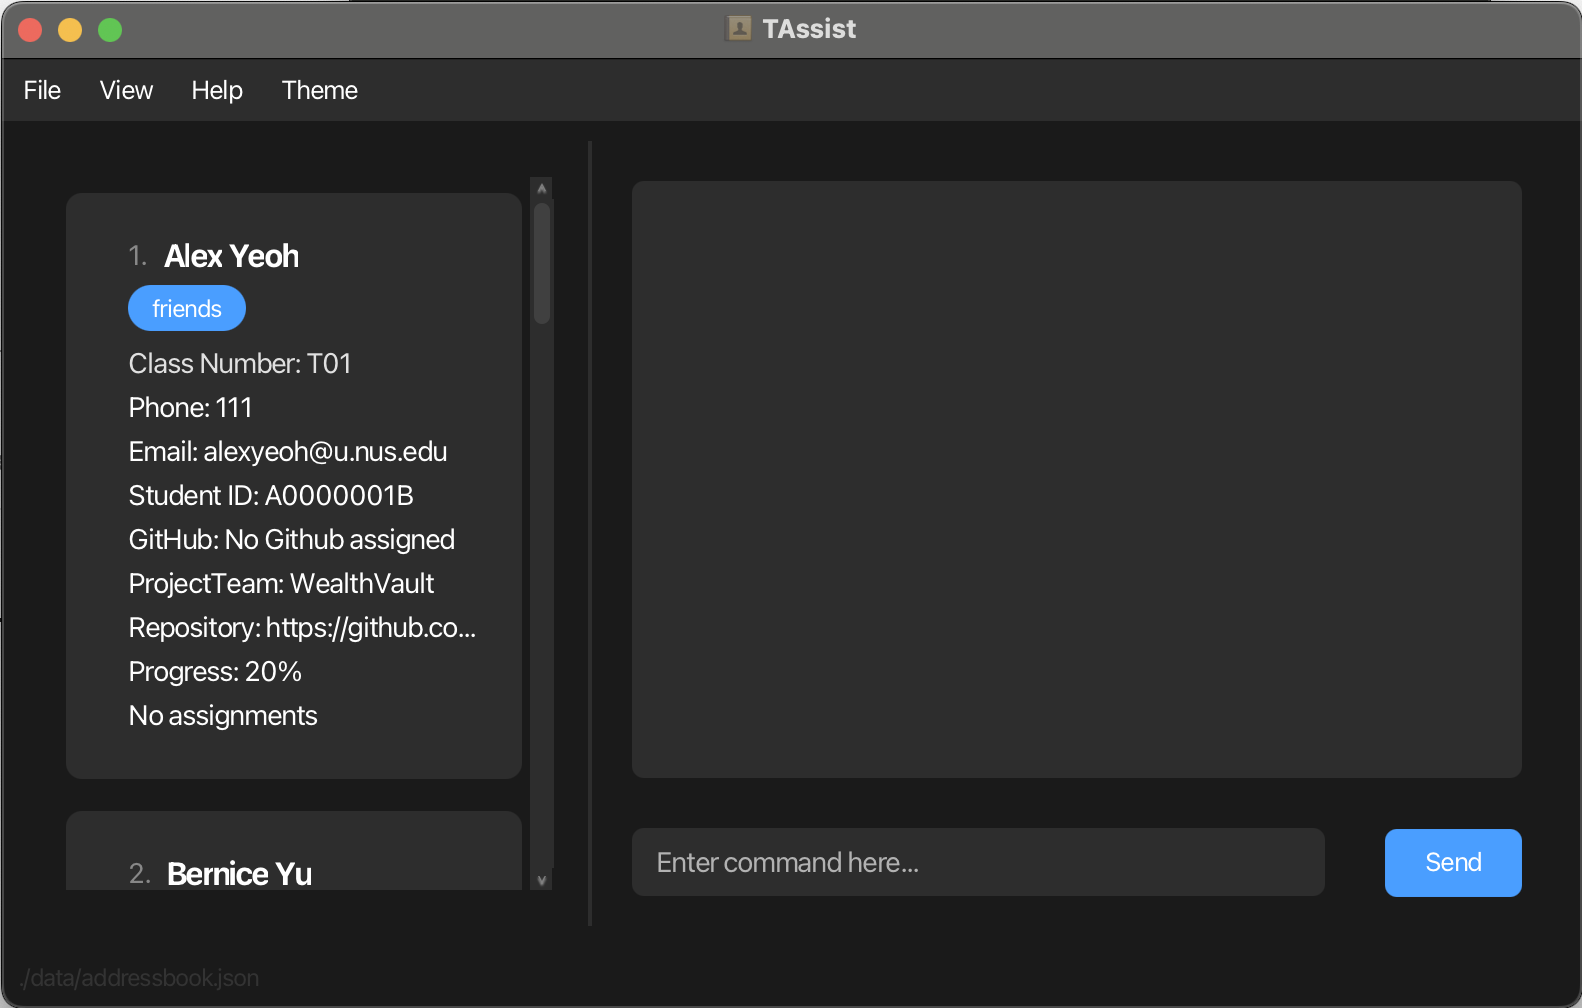 TAssist
File View Help Theme
1. Alex Yeoh
friends
Class Number: T01
Phone: 111
Email: alexyeoh@u.nus.edu
Student ID: A0000001B
GitHub: No Github assigned
ProjectTeam: WealthVault
Repository: https://github.co...
Progress: 20%
No assignments
2. Bernice Yu
Enter command here...
Send
./data/addressbook.json